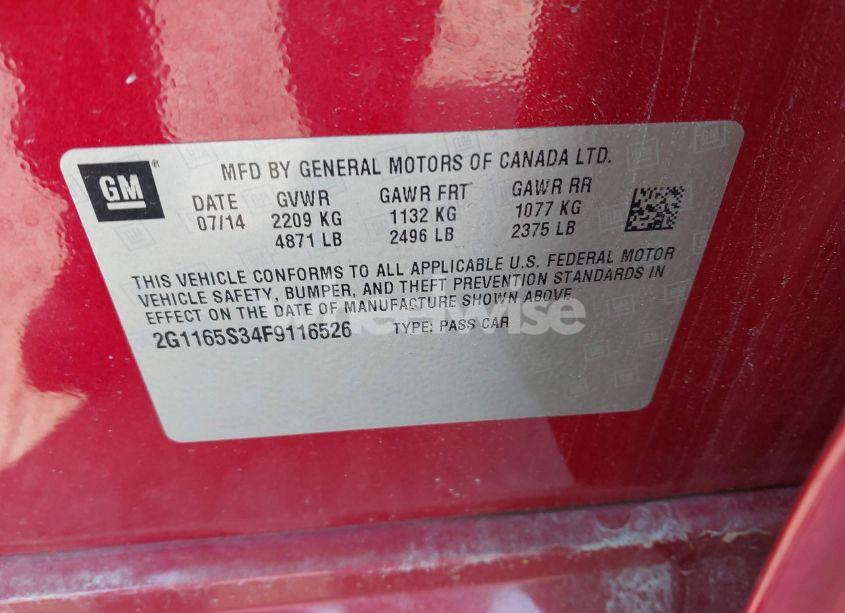 GM ®
MFD BY GENERAL MOTORS OF CANADA LTD.
DATE GVWR GAWR FRT GAWR RR
07/14 2209 KG 1132 KG 1077 KG
4871 LB 2496 LB 2375 LB
THIS VEHICLE CONFORMS TO ALL APPLICABLE U.S. FEDERAL MOTOR
VEHICLE SAFETY, BUMPER, AND THEFT PREVENTION STANDARDS IN
EFFECT ON THE DATE OF MANUFACTURE SHOWN ABOVE.
2G1165S34F9116526 TYPE: PASS CAR